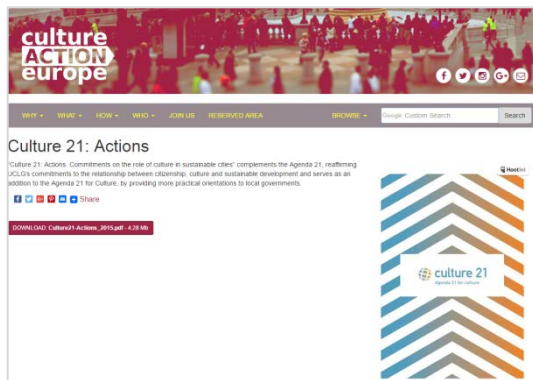 culture
ACTION
europe
WHY
WHAT
HOW
WHO
JOIN US
RESERVED AREA
BROWSE
Google Custom Search
Search
Culture 21: Actions
"Culture 21: Actions. Commitments on the role of culture in sustainable cities" complements the Agenda 21, reaffirming
UCLG's commitments to the relationship between citizenship, culture and sustainable development and serves as an
addition to the Agenda 21 for Culture, by providing more practical orientations to local governments.
Share
Hootlet
DOWNLOAD: Culture21-Actions_2015.pdf - 4.28 Mb
culture 21
Agenda 21 for culture